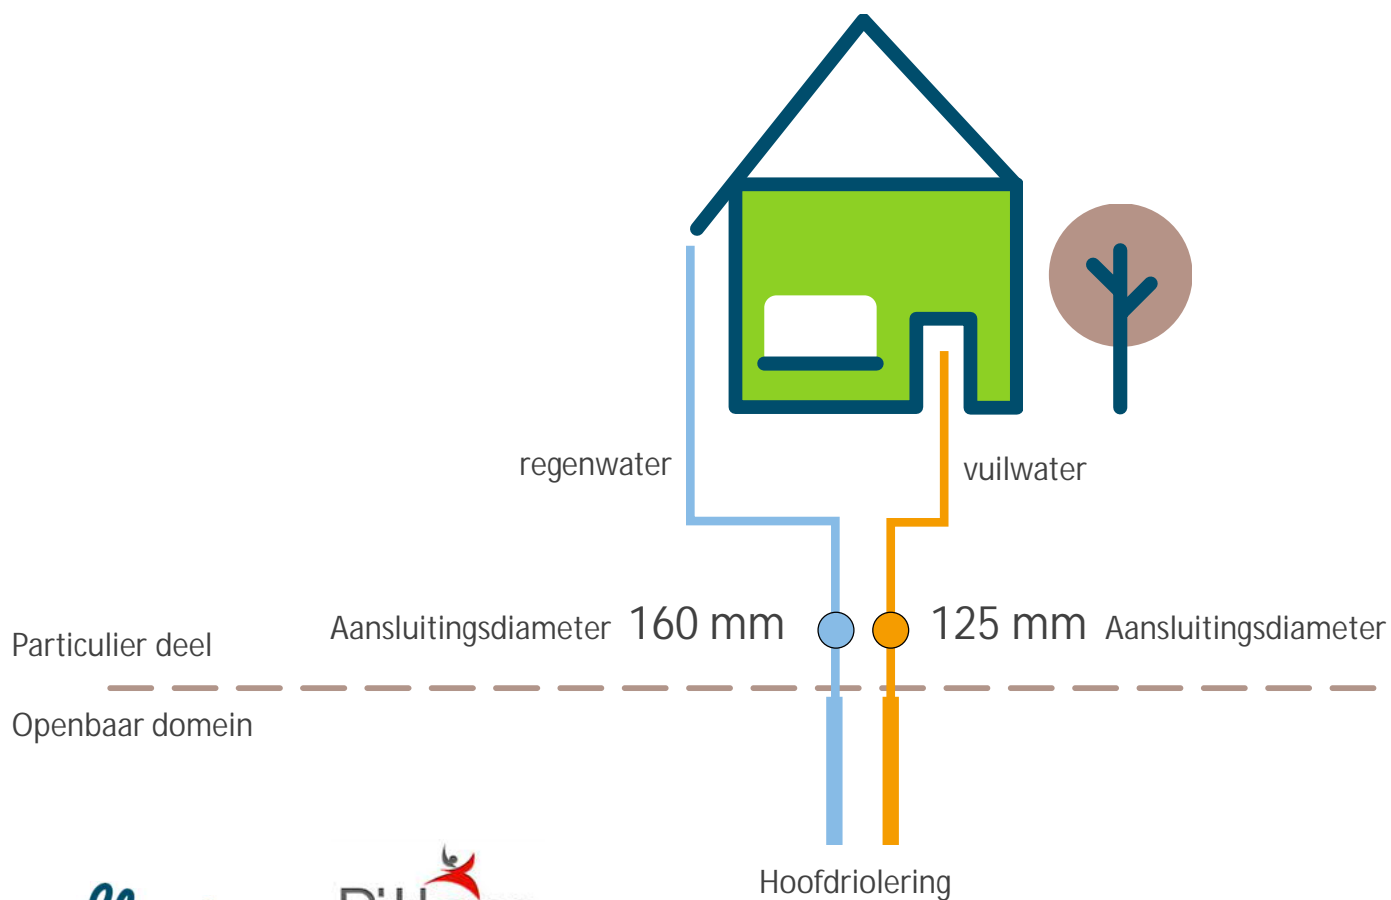 regenwater
vuilwater
Aansluitingsdiameter 160 mm
125 mm Aansluitingsdiameter
Particulier deel
Openbaar domein
Hoofdriolering